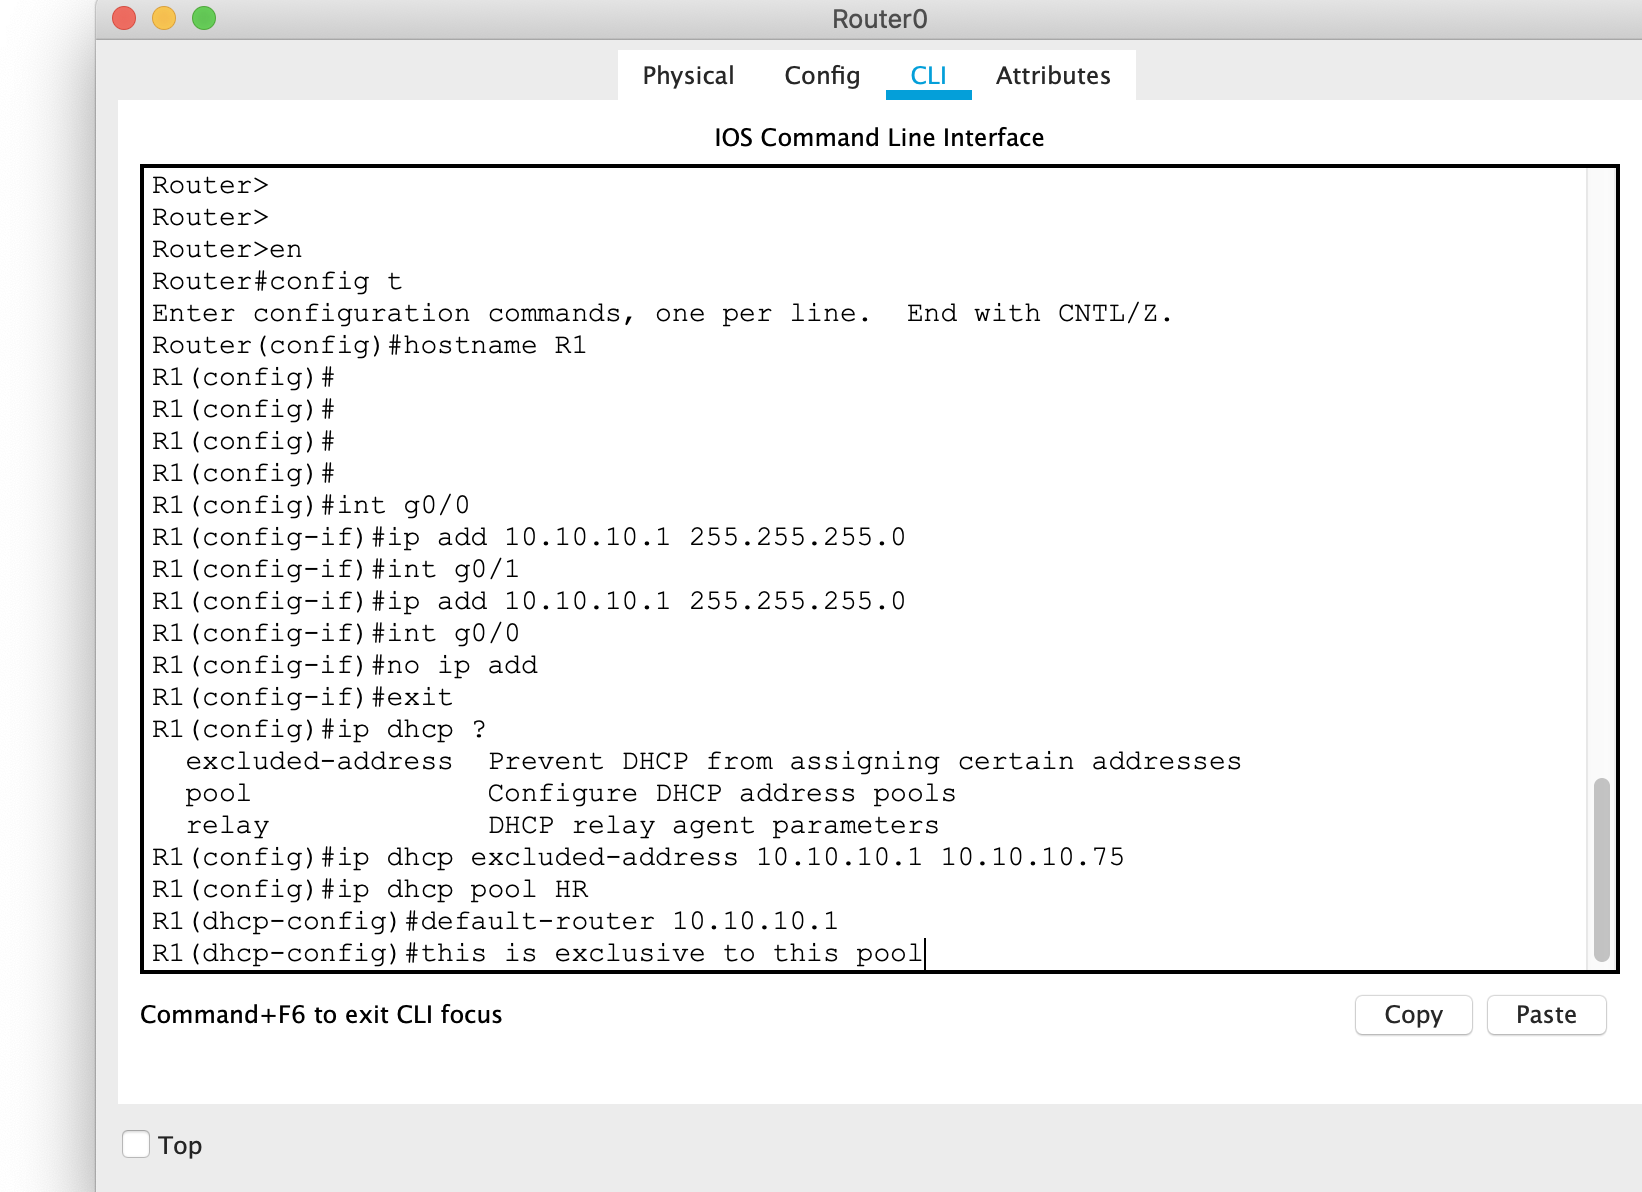 Router0
Physical Config CLI Attributes
IOS Command Line Interface
Router>
Router>
Router>en
Router#config t
Enter configuration commands, one per line.  End with CNTL/Z.
Router(config)#hostname R1
R1(config)#
R1(config)#
R1(config)#
R1(config)#
R1(config)#int g0/0
R1(config-if)#ip add 10.10.10.1 255.255.255.0
R1(config-if)#int g0/1
R1(config-if)#ip add 10.10.10.1 255.255.255.0
R1(config-if)#int g0/0
R1(config-if)#no ip add
R1(config-if)#exit
R1(config)#ip dhcp ?
  excluded-address  Prevent DHCP from assigning certain addresses
  pool              Configure DHCP address pools
  relay             DHCP relay agent parameters
R1(config)#ip dhcp excluded-address 10.10.10.1 10.10.10.75
R1(config)#ip dhcp pool HR
R1(dhcp-config)#default-router 10.10.10.1
R1(dhcp-config)#this is exclusive to this pool
Command+F6 to exit CLI focus
Copy Paste
Top